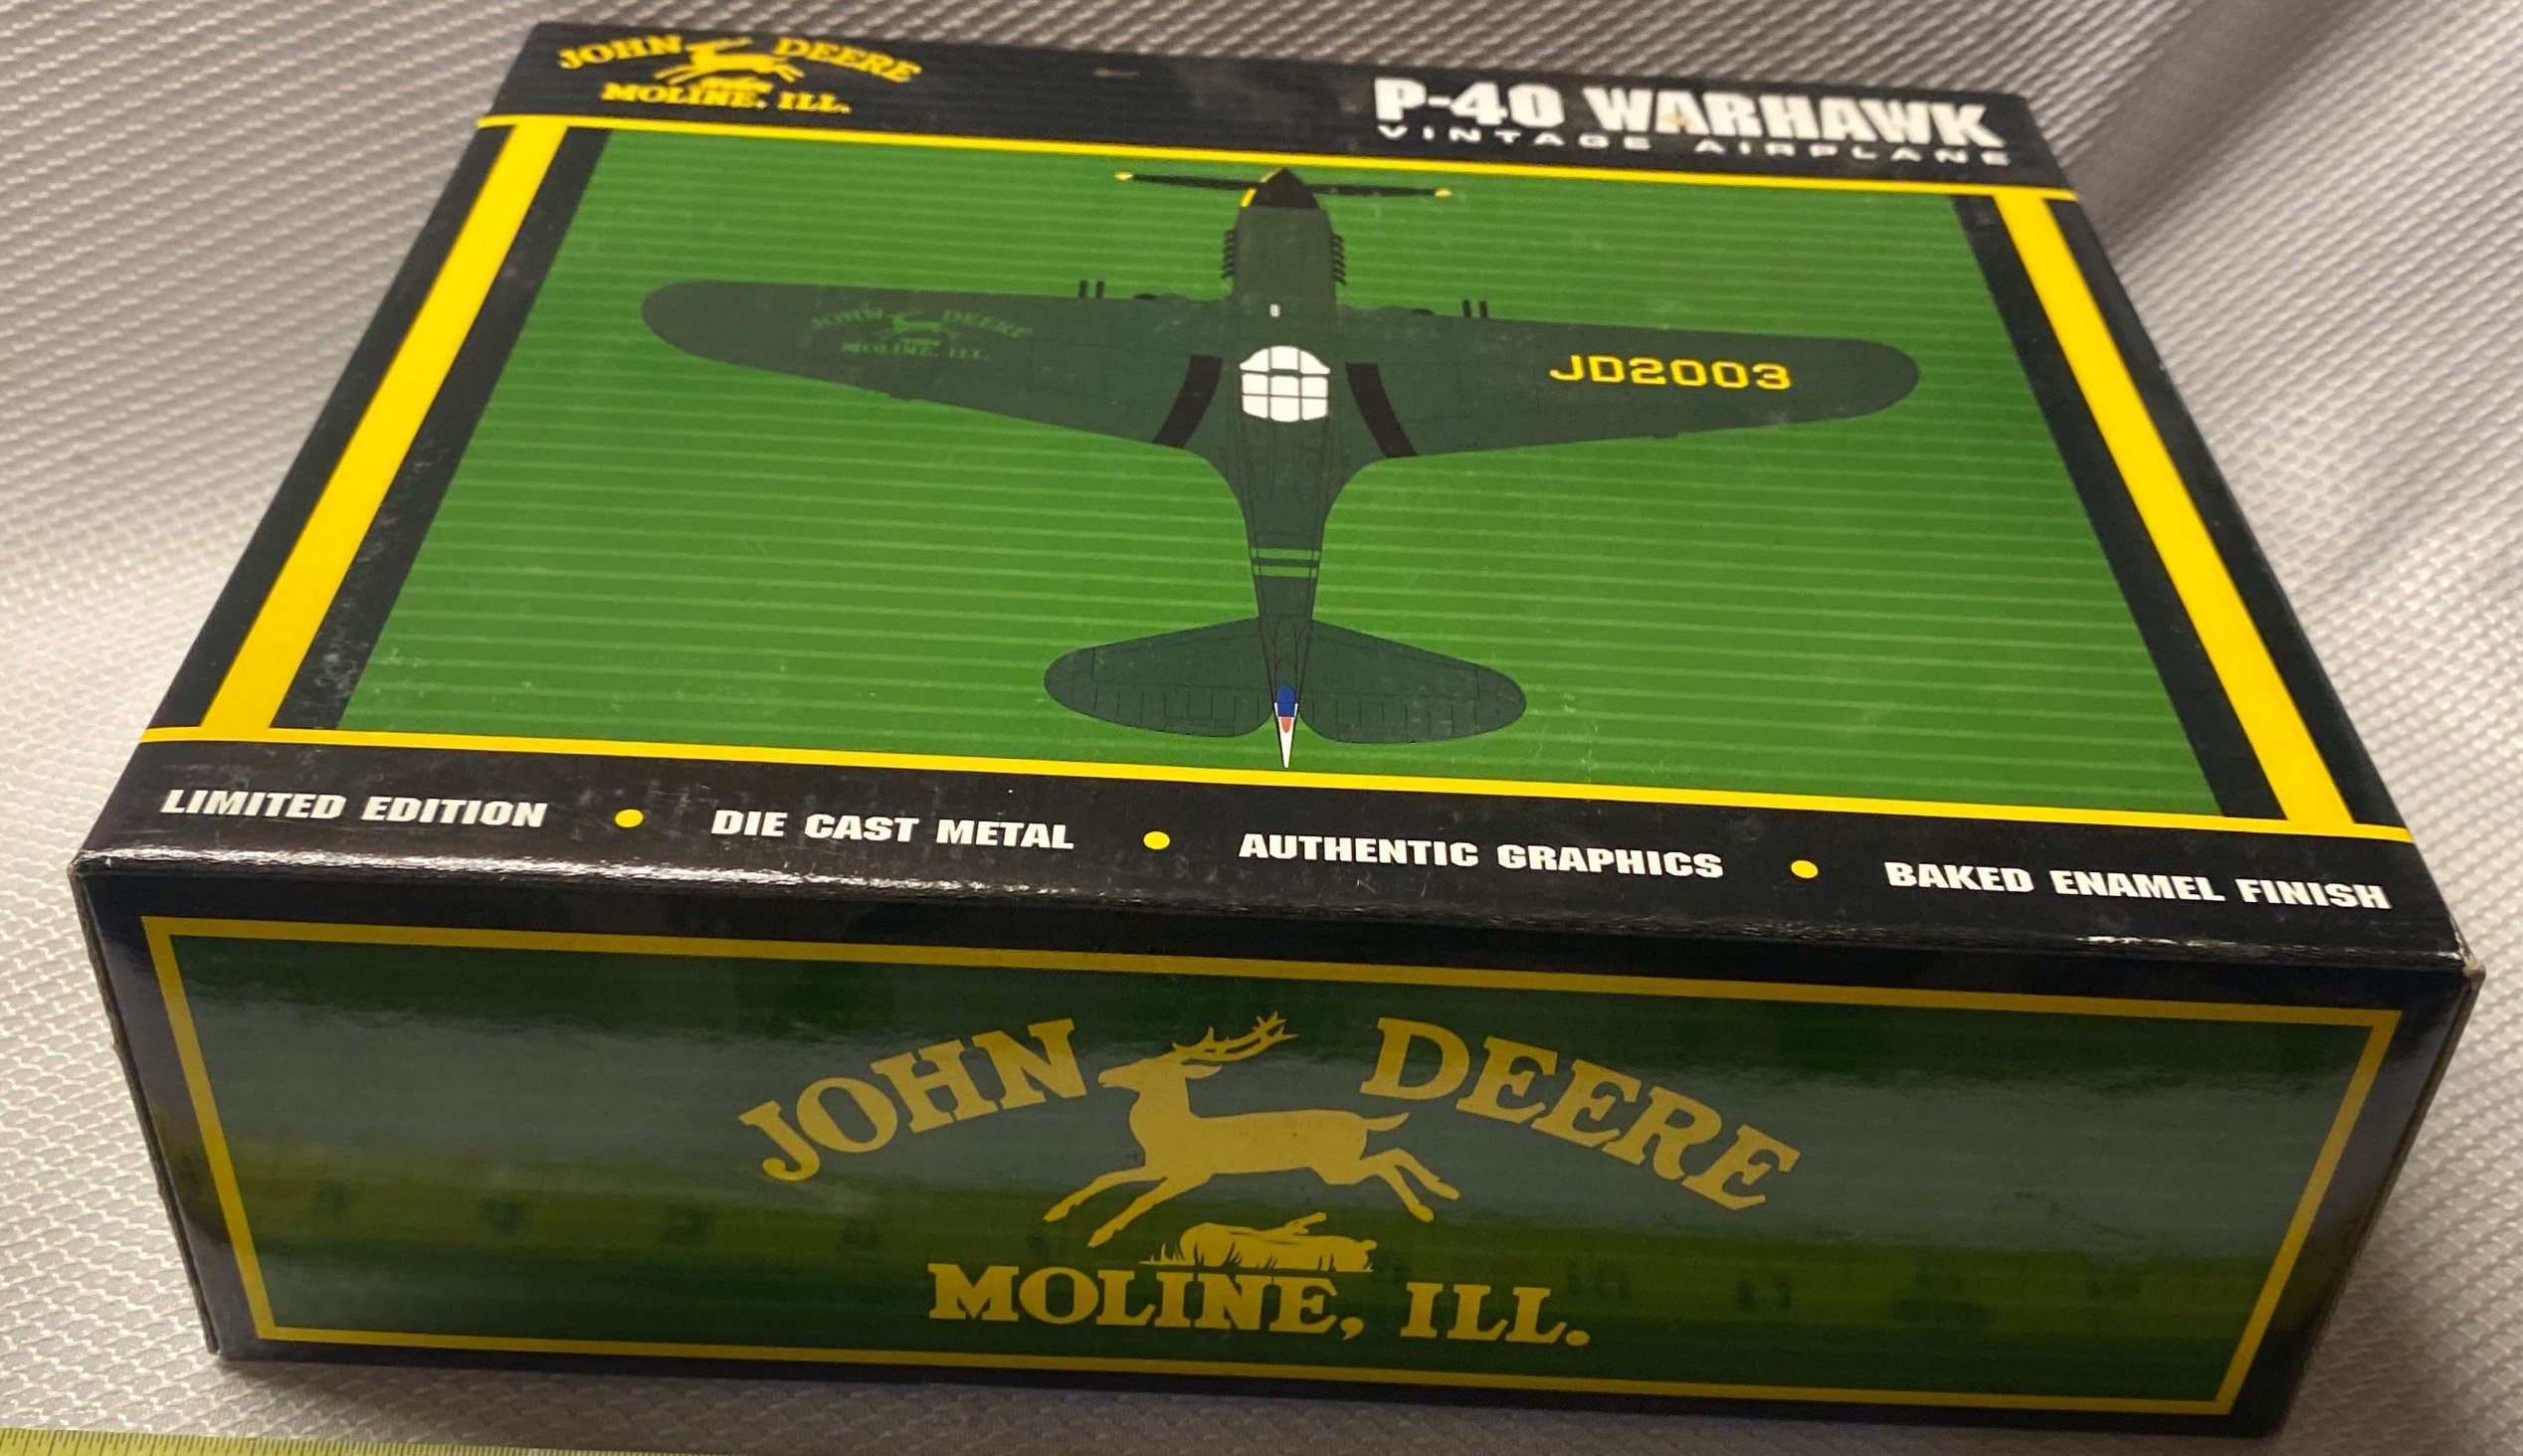 JOHN DEERE
MOLINE, ILL.
P-40 WARHAWK
VINTAGE AIRPLANE
JOHN DEERE
MOLINE, ILL.
JD2003
LIMITED EDITION • DIE CAST METAL • AUTHENTIC GRAPHICS • BAKED ENAMEL FINISH
JOHN DEERE
MOLINE, ILL.